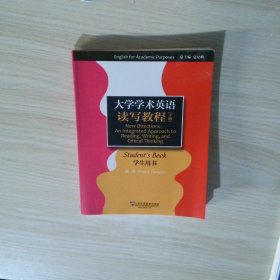 English for Academic Purposes
大学学术英语
读写教程
New Directions:
An Integrated Approach to
Reading, Writing, and
Critical Thinking
Student's Book
学生用书